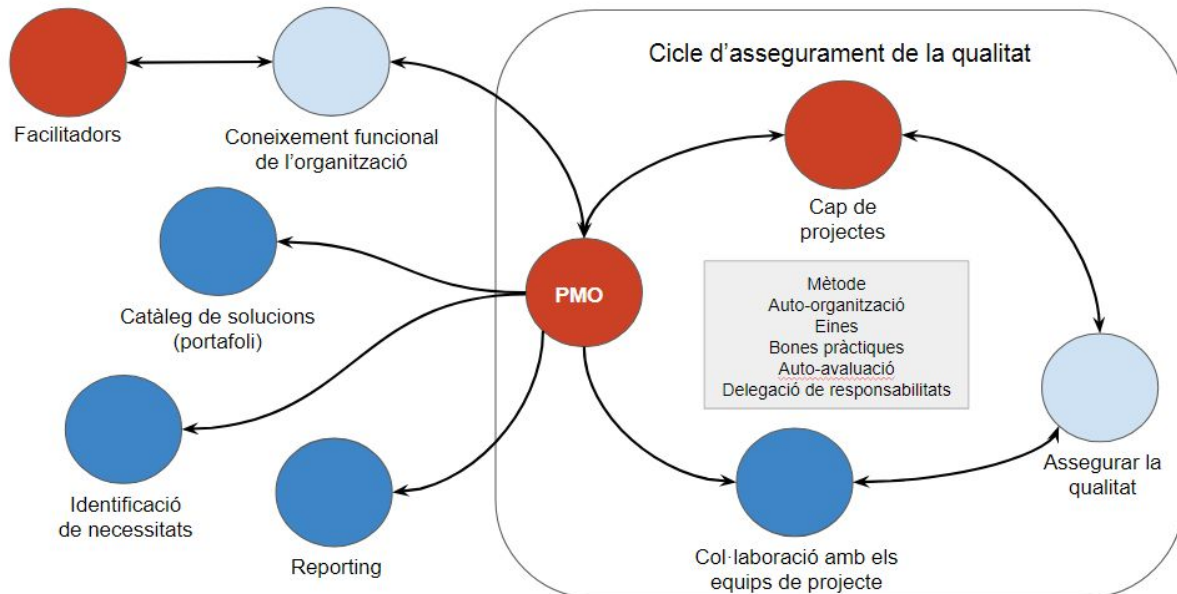 Cicle d'assegurament de la qualitat
Facilitadors
Coneixement funcional
de l'organització
Cap de
projectes
Catàleg de solucions
(portafoli)
PMO
Mètode
Auto-organització
Eines
Bones pràctiques
Auto-avaluació
Delegació de responsabilitats
Identificació
de necessitats
Reporting
Col·laboració amb els
equips de projecte
Assegurar la
qualitat